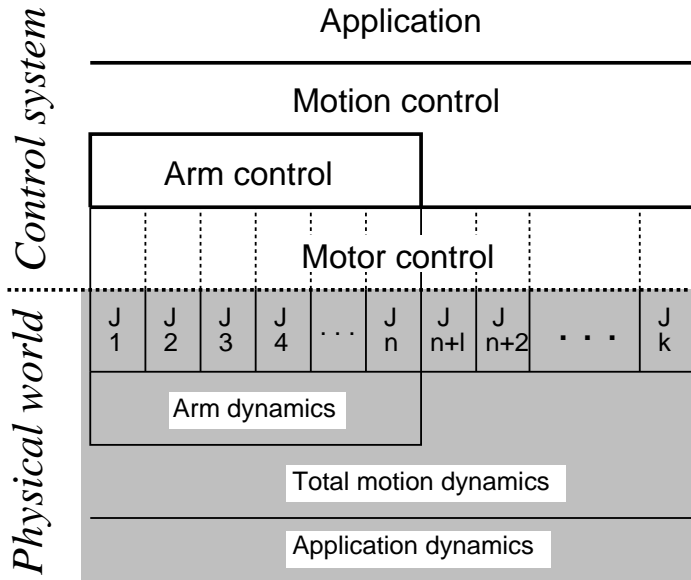 Control system
Application
Motion control
Arm control
Motor control
Physical world
J J J J J J J J
1 2 3 4 . . . n n+l n+2 . . . k
Arm dynamics
Total motion dynamics
Application dynamics